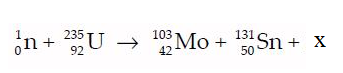 ¹₀n + ²³⁵₉₂U → ¹⁰³₄₂Mo + ¹³¹₅₀Sn + x